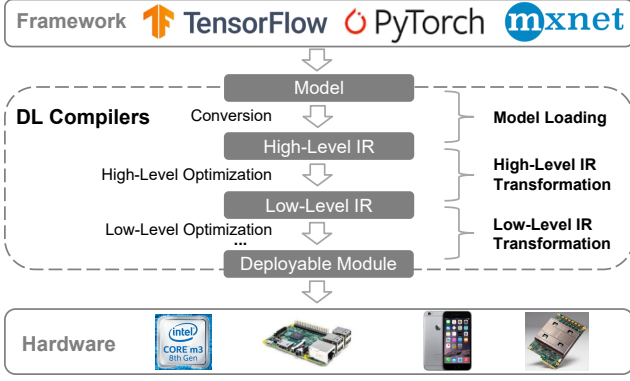 Framework TensorFlow PyTorch mxnet
Model
DL Compilers Conversion Model Loading
High-Level IR
High-Level Optimization High-Level IR
Transformation
Low-Level IR
Low-Level Optimization Low-Level IR
... Transformation
Deployable Module
Hardware
intel
CORE m3
8th Gen